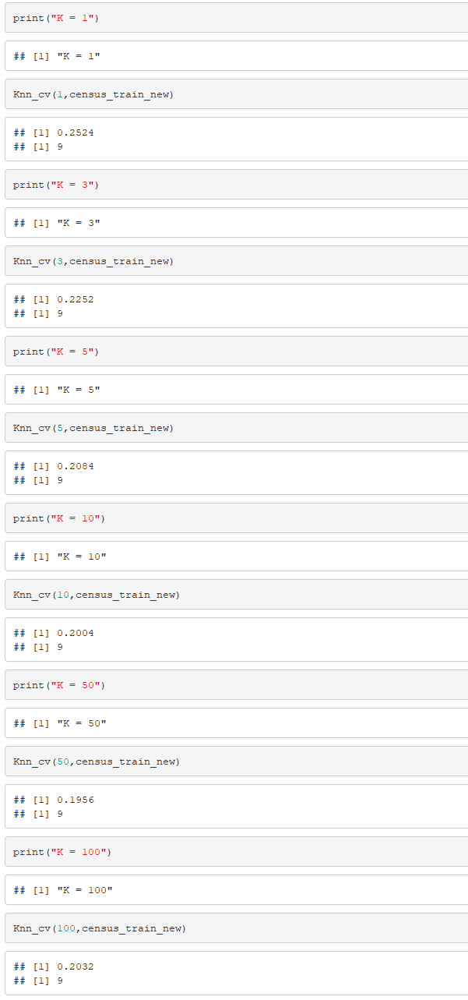 print("K = 1")
## [1] "K = 1"
Knn_cv(1,census_train_new)
## [1] 0.2524
## [1] 9
print("K = 3")
## [1] "K = 3"
Knn_cv(3,census_train_new)
## [1] 0.2252
## [1] 9
print("K = 5")
## [1] "K = 5"
Knn_cv(5,census_train_new)
## [1] 0.2084
## [1] 9
print("K = 10")
## [1] "K = 10"
Knn_cv(10,census_train_new)
## [1] 0.2004
## [1] 9
print("K = 50")
## [1] "K = 50"
Knn_cv(50,census_train_new)
## [1] 0.1956
## [1] 9
print("K = 100")
## [1] "K = 100"
Knn_cv(100,census_train_new)
## [1] 0.2032
## [1] 9